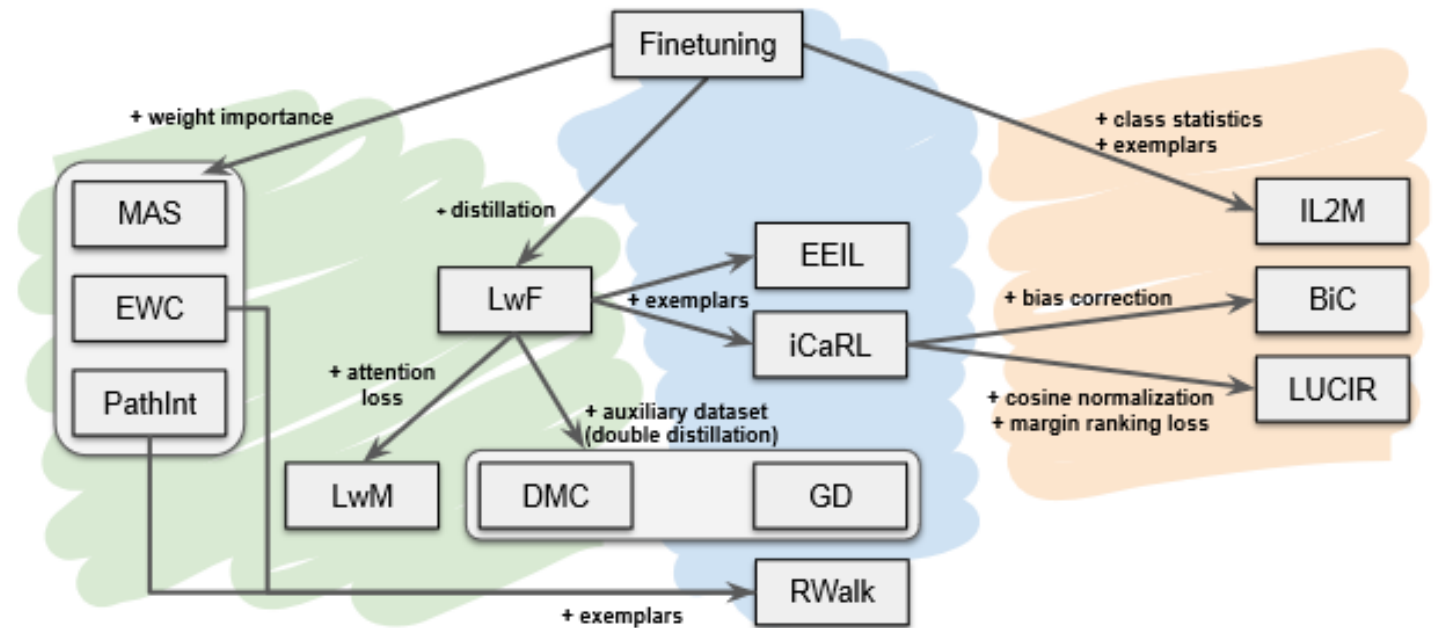 Finetuning
+ weight importance
+ class statistics
+ exemplars
MAS
+ distillation
IL2M
EEIL
LwF
+ exemplars
+ bias correction
EWC
BiC
iCaRL
+ attention
loss
PathInt
+ auxiliary dataset
(double distillation)
+ cosine normalization
+ margin ranking loss
LUCIR
LwM
DMC
GD
RWalk
+ exemplars